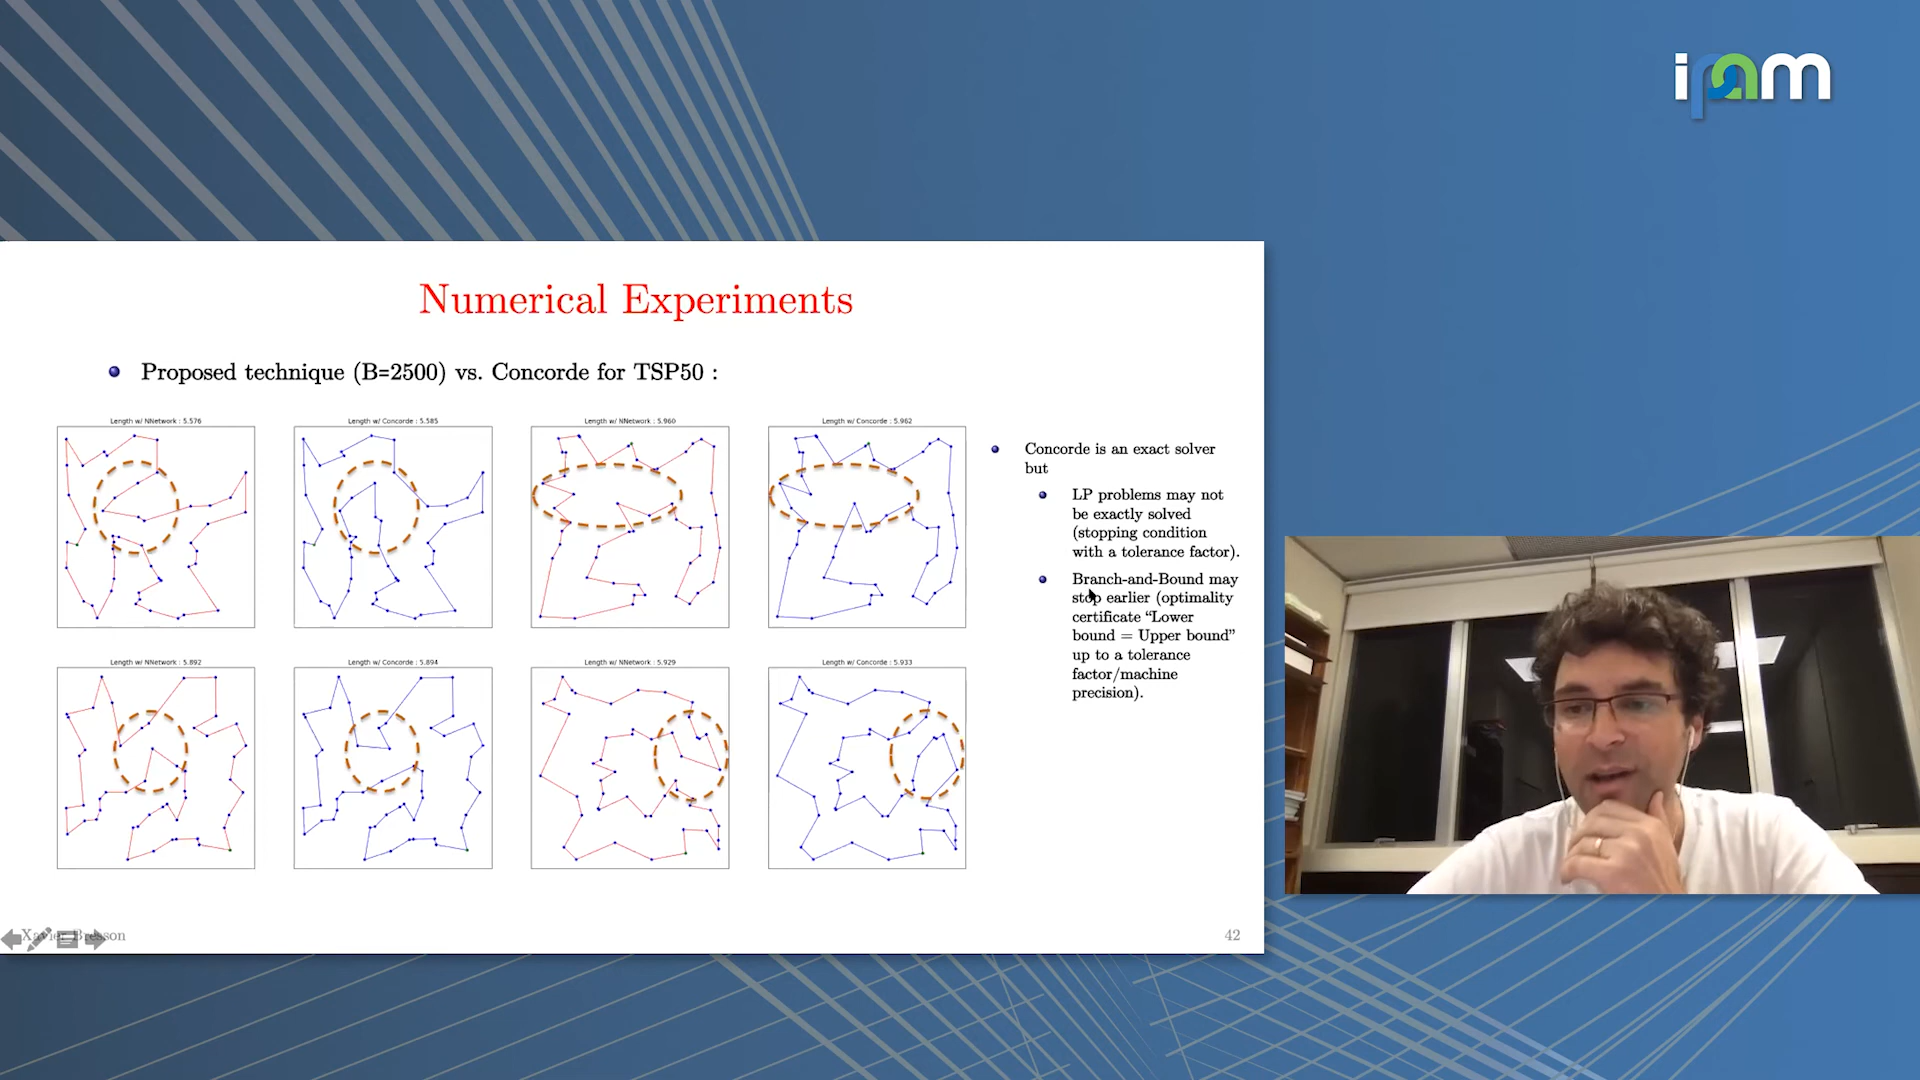 ipam
Numerical Experiments
Proposed technique (B=2500) vs. Concorde for TSP50 :
Length w/ NNetwork : 5.576
Length w/ Concorde : 5.585
Length w/ NNetwork : 5.960
Length w/ Concorde : 5.962
Length w/ NNetwork : 5.892
Length w/ Concorde : 5.894
Length w/ NNetwork : 5.929
Length w/ Concorde : 5.933
Concorde is an exact solver
but
LP problems may not
be exactly solved
(stopping condition
with a tolerance factor).
Branch-and-Bound may
stop earlier (optimality
certificate “Lower
bound = Upper bound”
up to a tolerance
factor/machine
precision).
Xavier Bresson
42